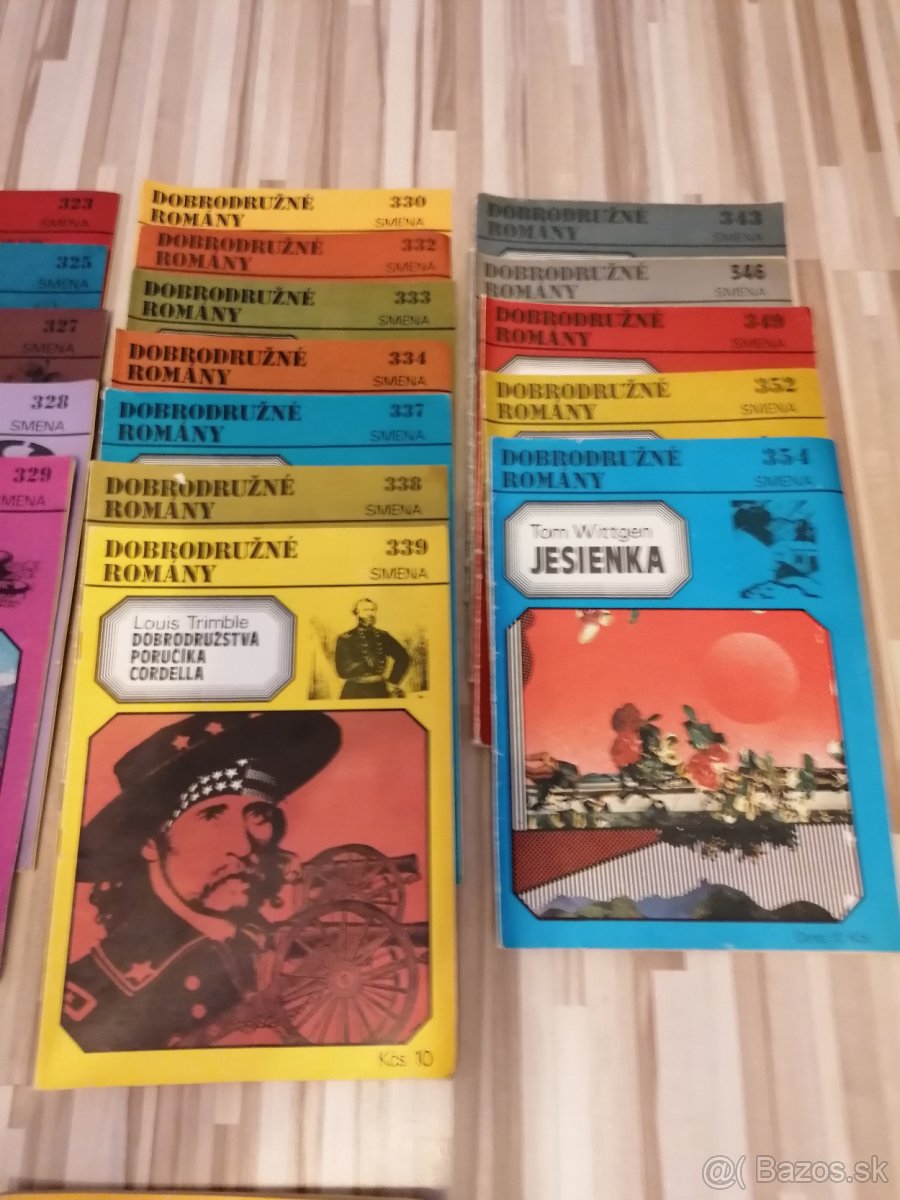 323
SMENA
325
SMENA
327
SMENA
328
SMENA
329
SMENA
DOBRODRUŽNÉ
ROMÁNY
330
SMENA
DOBRODRUŽNÉ
ROMÁNY
332
SMENA
DOBRODRUŽNÉ
ROMÁNY
333
SMENA
DOBRODRUŽNÉ
ROMÁNY
334
SMENA
DOBRODRUŽNÉ
ROMÁNY
337
SMENA
DOBRODRUŽNÉ
ROMÁNY
338
SMENA
DOBRODRUŽNÉ
ROMÁNY
339
SMENA
Louis Trimble
DOBRODRUŽSTVA
PORUČÍKA
CORDELLA
Kčs 10
DOBRODRUŽNÉ
ROMÁNY
343
SMENA
DOBRODRUŽNÉ
ROMÁNY
346
SMENA
DOBRODRUŽNÉ
ROMÁNY
349
SMENA
DOBRODRUŽNÉ
ROMÁNY
352
SMENA
DOBRODRUŽNÉ
ROMÁNY
354
SMENA
Tom Wittgen
JESIENKA
@( Bazos.sk